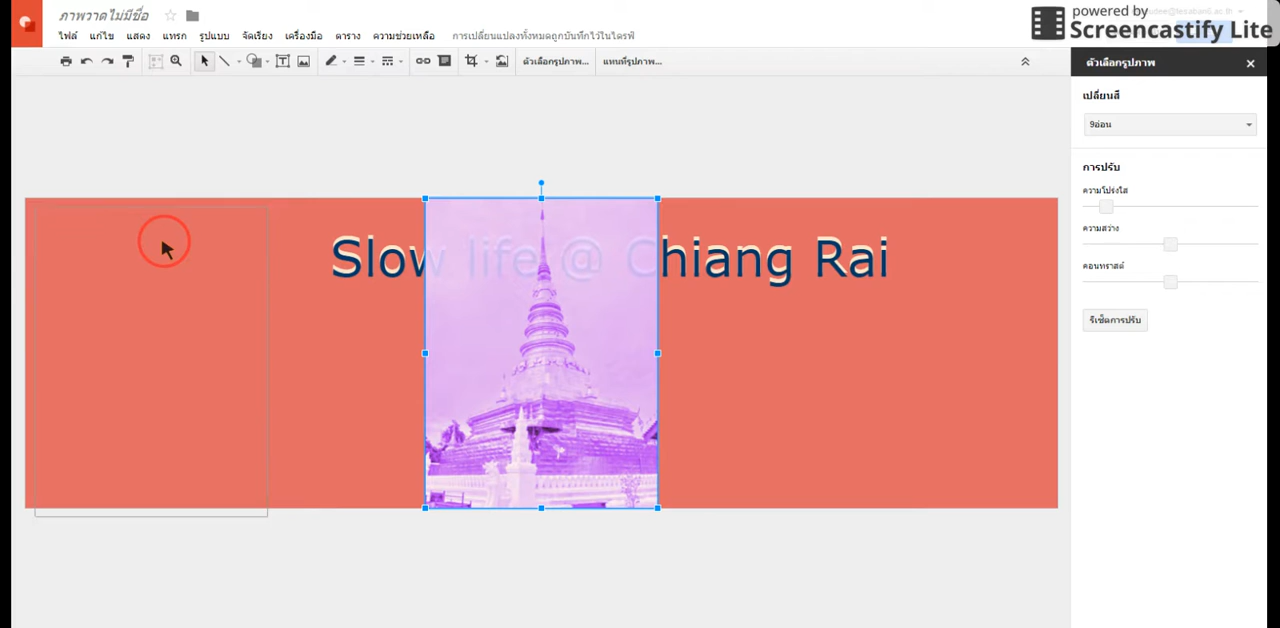 ภาพวาดไม่มีชื่อ
powered by
Screencastify Lite
ไฟล์ แก้ไข แสดง แทรก รูปแบบ จัดเรียง เครื่องมือ ตาราง ความช่วยเหลือ การเปลี่ยนแปลงทั้งหมดถูกบันทึกไว้ในไดรฟ์
ตัวเลือกรูปภาพ... แทนที่รูปภาพ...
ตัวเลือกรูปภาพ
เปลี่ยนสี
9อ่อน
การปรับ
ความโปร่งใส
ความสว่าง
คอนทราสต์
รีเซ็ตการปรับ
Slow life @ Chiang Rai